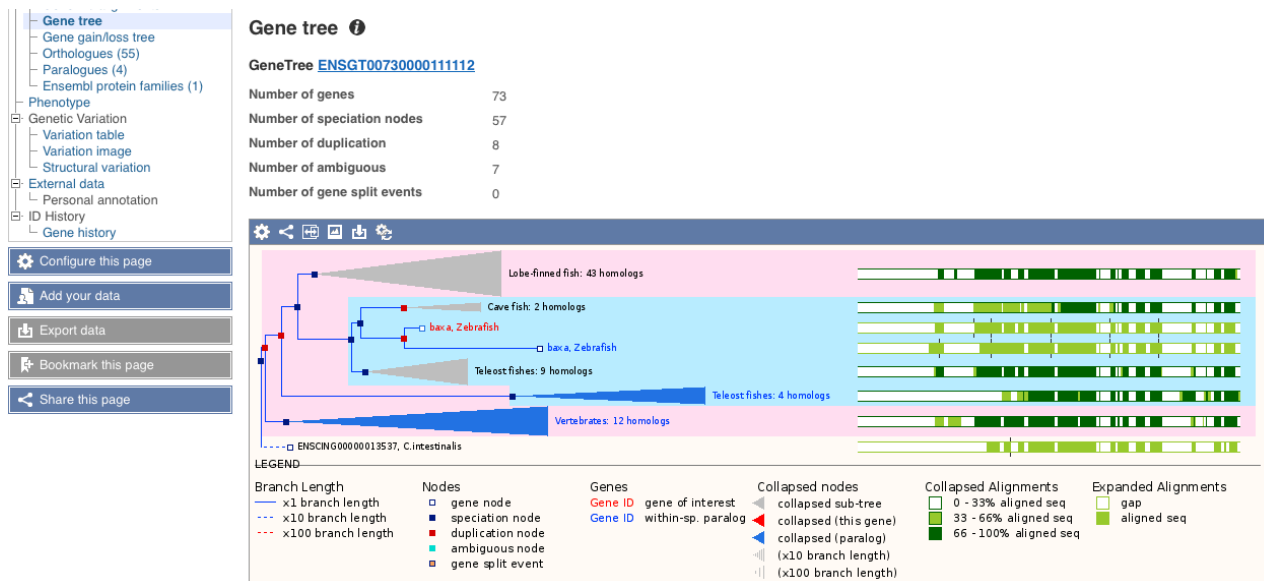 Gene tree
Gene gain/loss tree
Orthologues (55)
Paralogues (4)
Ensembl protein families (1)
Phenotype
Genetic Variation
Variation table
Variation image
Structural variation
External data
Personal annotation
ID History
Gene history
Configure this page
Add your data
Export data
Bookmark this page
Share this page
Gene tree
GeneTree ENSGT00730000111112
Number of genes 73
Number of speciation nodes 57
Number of duplication 8
Number of ambiguous 7
Number of gene split events 0
Lobe-finned fish: 43 homologs
Cave fish: 2 homologs
baxa, Zebrafish
baxa, Zebrafish
Teleost fishes: 9 homologs
Teleost fishes: 4 homologs
Vertebrates: 12 homologs
ENSCING00000013537, C.intestinalis
LEGEND
Branch Length
x1 branch length
x10 branch length
x100 branch length
Nodes
gene node
speciation node
duplication node
ambiguous node
gene split event
Genes
Gene ID gene of interest
Gene ID within-sp. paralog
Collapsed nodes
collapsed sub-tree
collapsed (this gene)
collapsed (paralog)
(x10 branch length)
(x100 branch length)
Collapsed Alignments
0 - 33% aligned seq
33 - 66% aligned seq
66 - 100% aligned seq
Expanded Alignments
gap
aligned seq